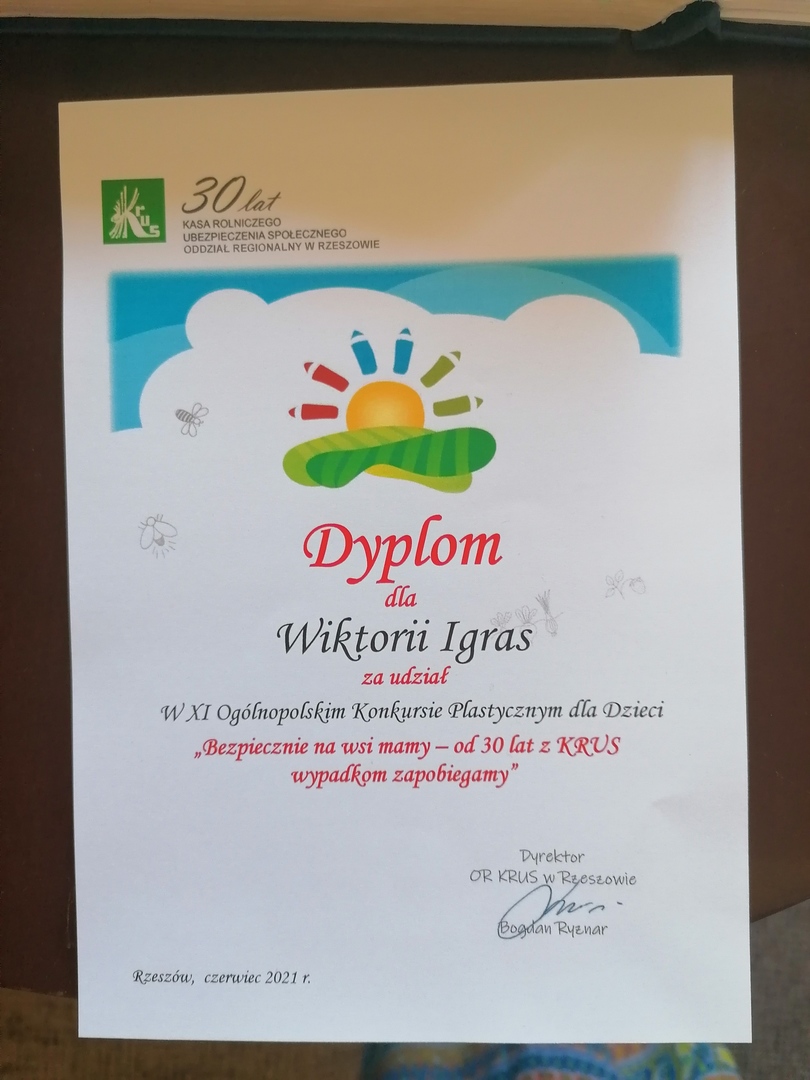 Krus
30 lat
KASA ROLNICZEGO
UBEZPIECZENIA SPOŁECZNEGO
ODDZIAŁ REGIONALNY W RZESZOWIE
Dyplom
dla
Wiktorii Igras
za udział
W XI Ogólnopolskim Konkursie Plastycznym dla Dzieci
„Bezpiecznie na wsi mamy – od 30 lat z KRUS
wypadkom zapobiegamy”
Dyrektor
OR KRUS w Rzeszowie
Bogdan Ryznar
Rzeszów, czerwiec 2021 r.